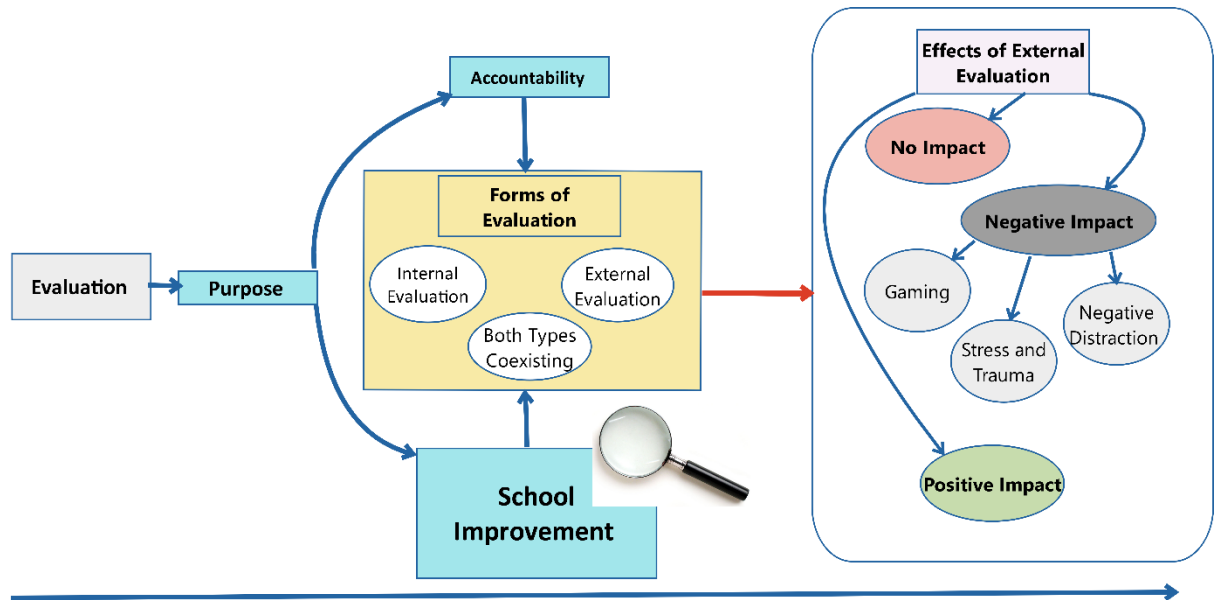 Evaluation
Purpose
Accountability
Forms of
Evaluation
Internal
Evaluation
External
Evaluation
Both Types
Coexisting
School
Improvement
Effects of External
Evaluation
No Impact
Negative Impact
Gaming
Stress and
Trauma
Negative
Distraction
Positive Impact